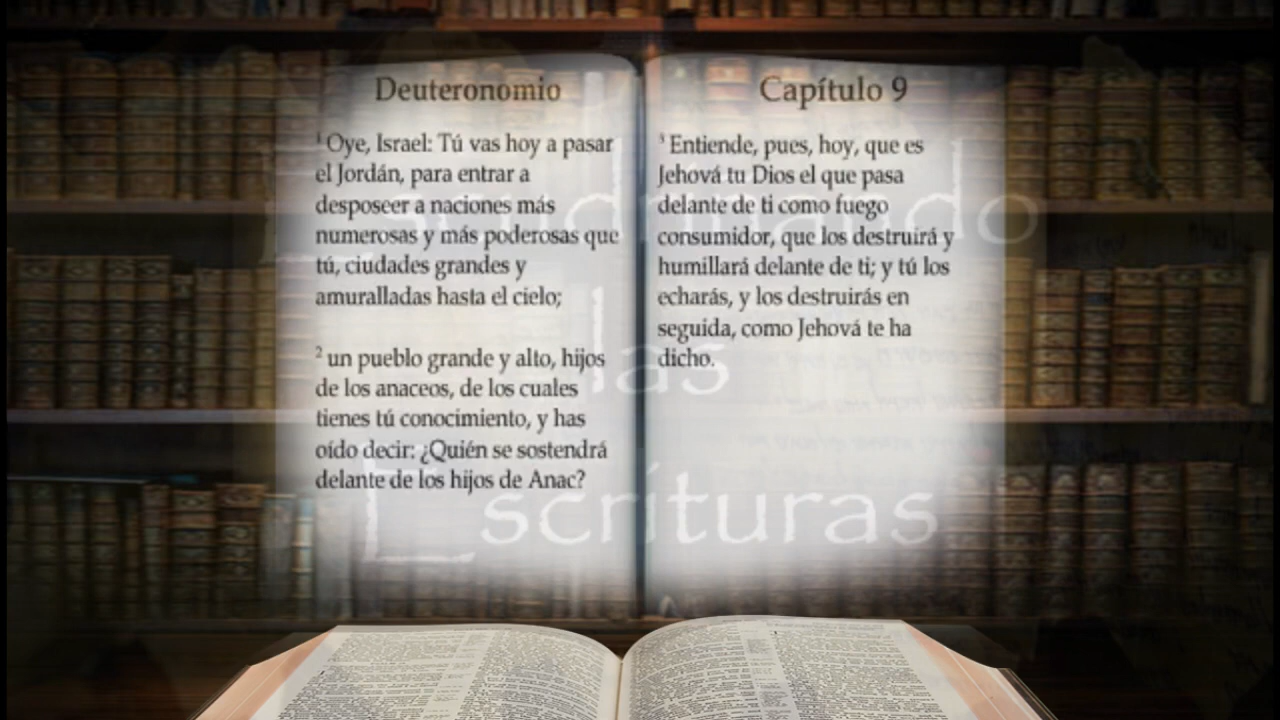 Deuteronomio
¹ Oye, Israel: Tú vas hoy a pasar
el Jordán, para entrar a
desposeer a naciones más
numerosas y más poderosas que
tú, ciudades grandes y
amuralladas hasta el cielo;
² un pueblo grande y alto, hijos
de los anaceos, de los cuales
tienes tú conocimiento, y has
oído decir: ¿Quién se sostendrá
delante de los hijos de Anac?
Capítulo 9
³ Entiende, pues, hoy, que es
Jehová tu Dios el que pasa
delante de ti como fuego
consumidor, que los destruirá y
humillará delante de ti; y tú los
echarás, y los destruirás en
seguida, como Jehová te ha
dicho.
las
Escrituras